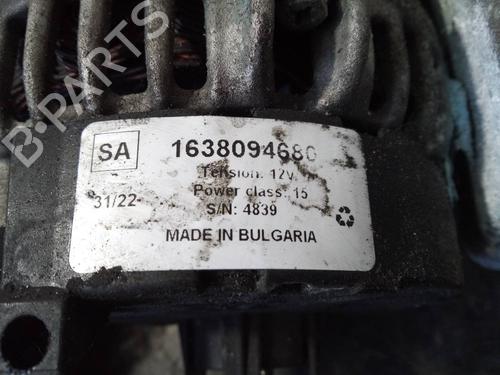 B-PARTS
SA
1638094680
Tension: 12V
31/22
Power class: 15
S/N: 4839
MADE IN BULGARIA